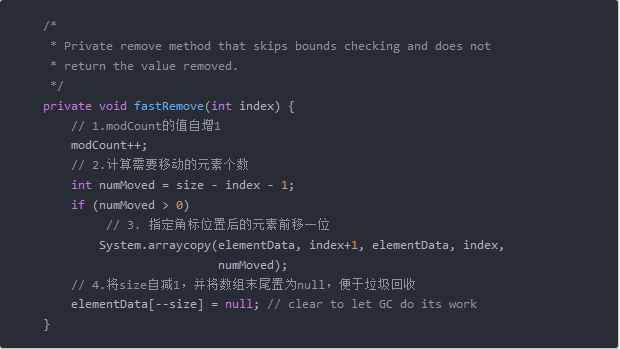 /*
 * Private remove method that skips bounds checking and does not
 * return the value removed.
 */
private void fastRemove(int index) {
    // 1.modCount的值自增1
    modCount++;
    // 2.计算需要移动的元素个数
    int numMoved = size - index - 1;
    if (numMoved > 0)
         // 3. 指定角标位置后的元素前移一位
        System.arraycopy(elementData, index+1, elementData, index,
                         numMoved);
    // 4.将size自减1，并将数组末尾置为null，便于垃圾回收
    elementData[--size] = null; // clear to let GC do its work
}